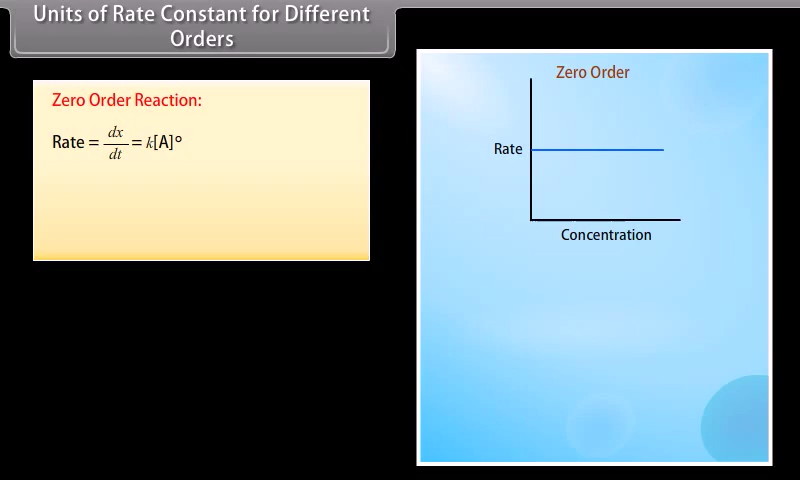 Units of Rate Constant for Different
Orders
Zero Order Reaction:
Rate = dx/dt = k[A]°
Zero Order
Rate
Concentration